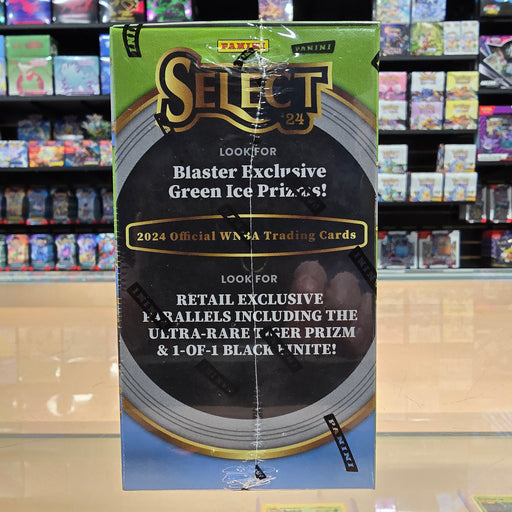 PANINI
PANINI
SELECT
24
LOOK FOR
Blaster Exclusive
Green Ice Prizms!
2024 Official WNBA Trading Cards
LOOK FOR
RETAIL EXCLUSIVE
PARALLELS INCLUDING THE
ULTRA-RARE TIGER PRIZM
& 1-OF-1 BLACK FINITE!
PANINI